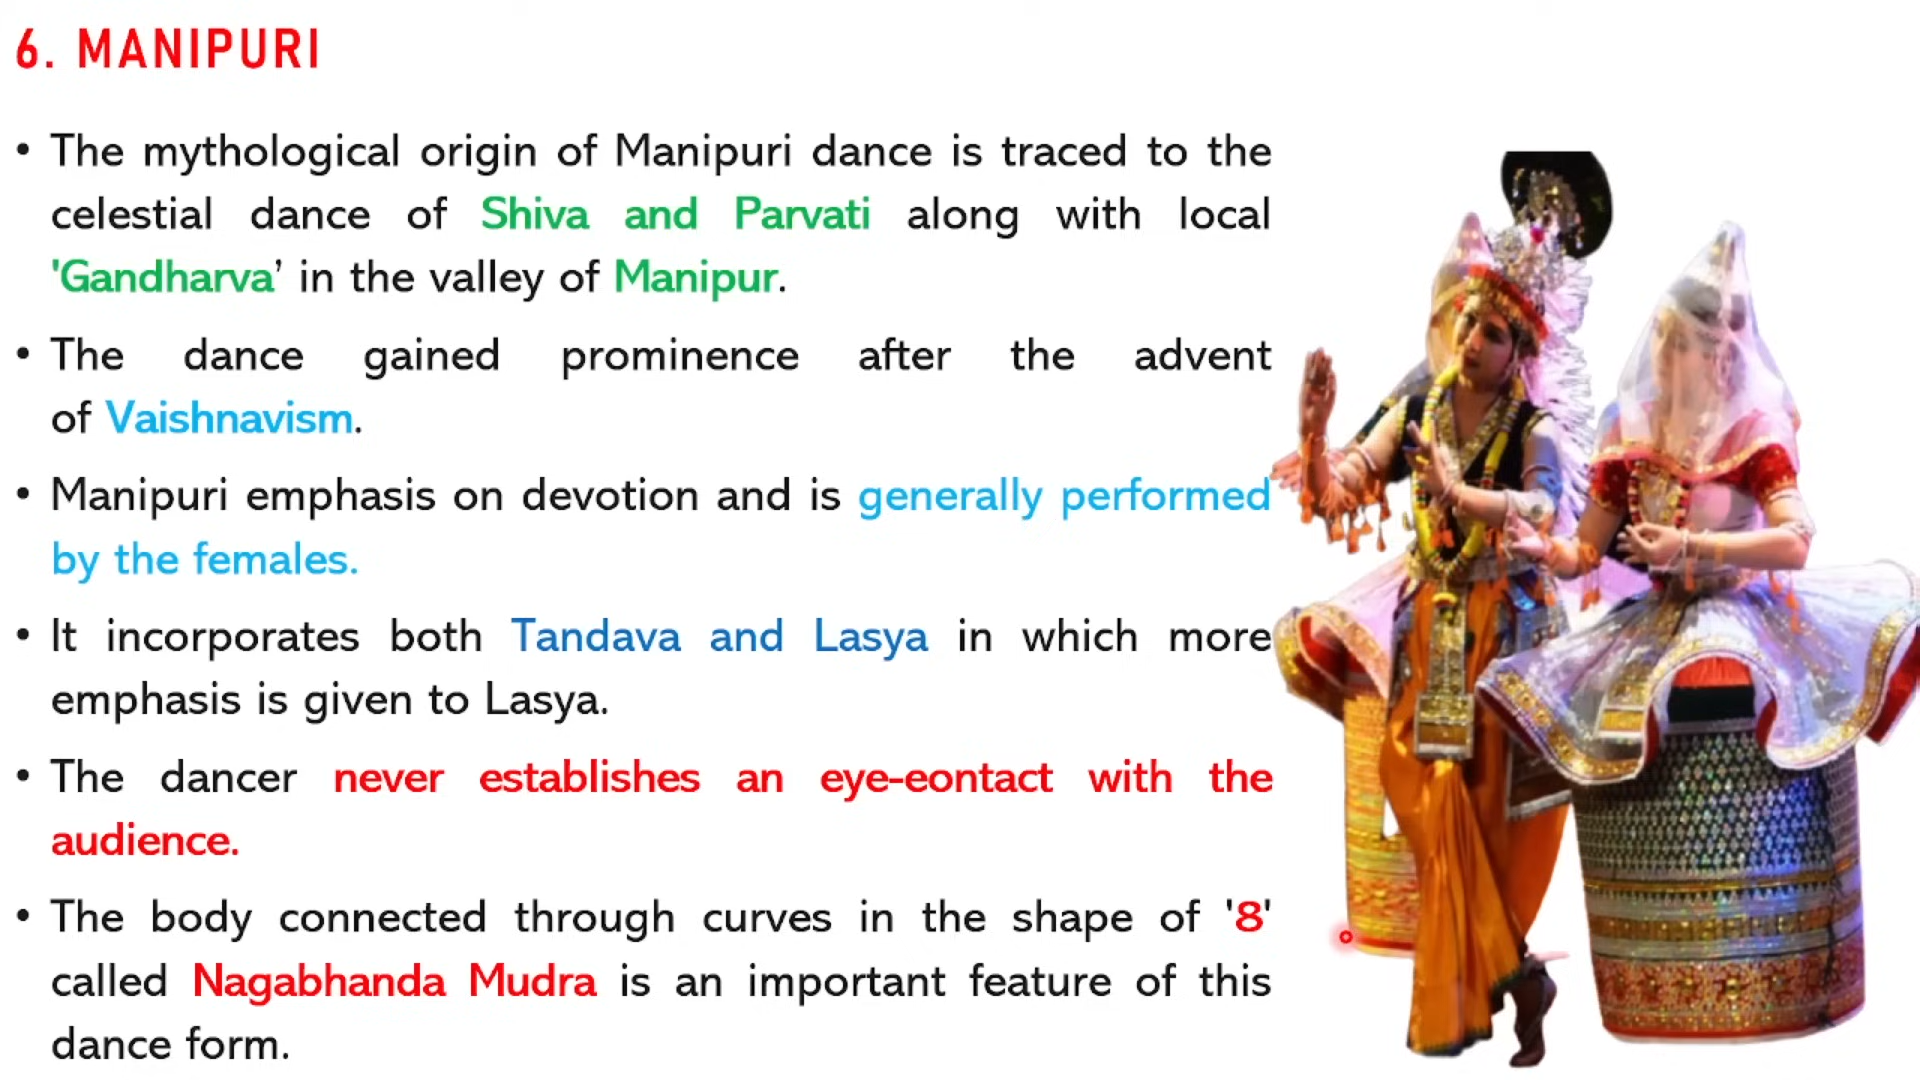 6. MANIPURI
• The mythological origin of Manipuri dance is traced to the
celestial dance of Shiva and Parvati along with local
'Gandharva’ in the valley of Manipur.
• The dance gained prominence after the advent
of Vaishnavism.
• Manipuri emphasis on devotion and is generally performed
by the females.
• It incorporates both Tandava and Lasya in which more
emphasis is given to Lasya.
• The dancer never establishes an eye-eontact with the
audience.
• The body connected through curves in the shape of '8'
called Nagabhanda Mudra is an important feature of this
dance form.